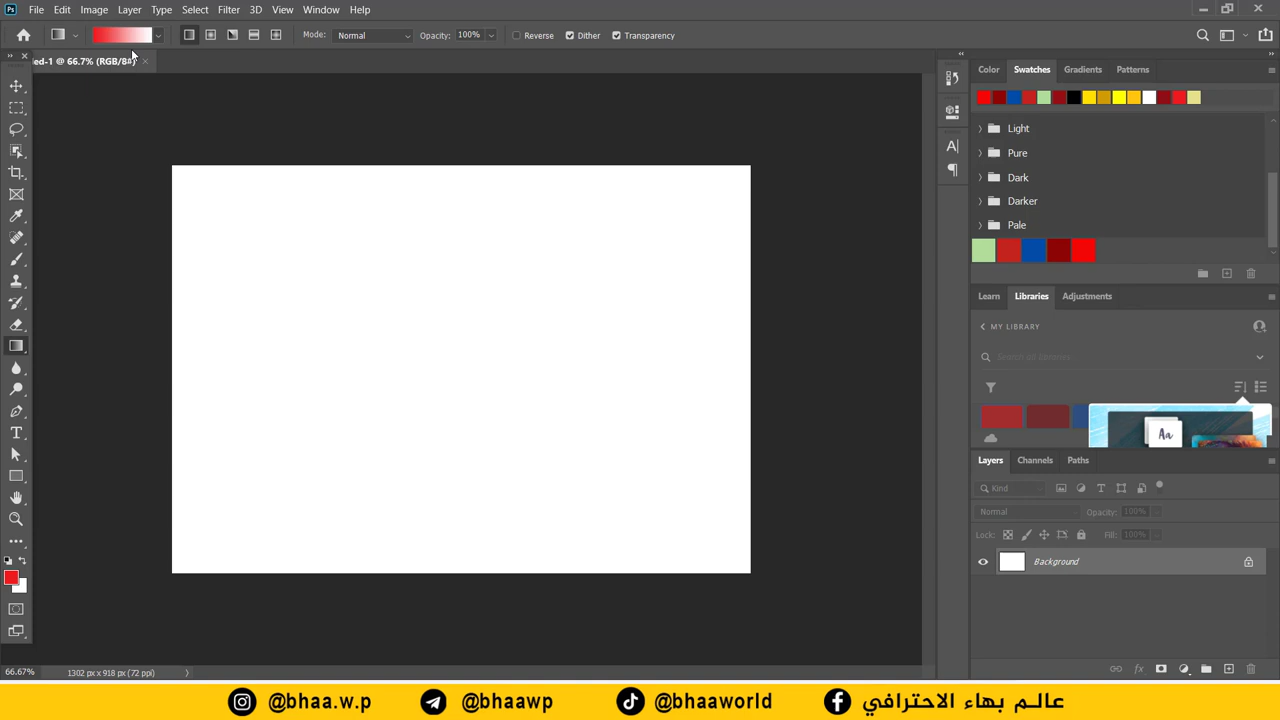 Ps File Edit Image Layer Type Select Filter 3D View Window Help
Mode: Normal Opacity: 100% Reverse Dither Transparency
ed-1 @ 66.7% (RGB/8#)
Color Swatches Gradients Patterns
Light
Pure
Dark
Darker
Pale
Learn Libraries Adjustments
MY LIBRARY
Search all libraries
Aa
Layers Channels Paths
Kind
Normal Opacity: 100%
Lock: Fill: 100%
Background
66.67% 1302 px x 918 px (72 ppi)
@bhaa.w.p @bhaawp @bhaaworld عالم بهاء الاحترافي